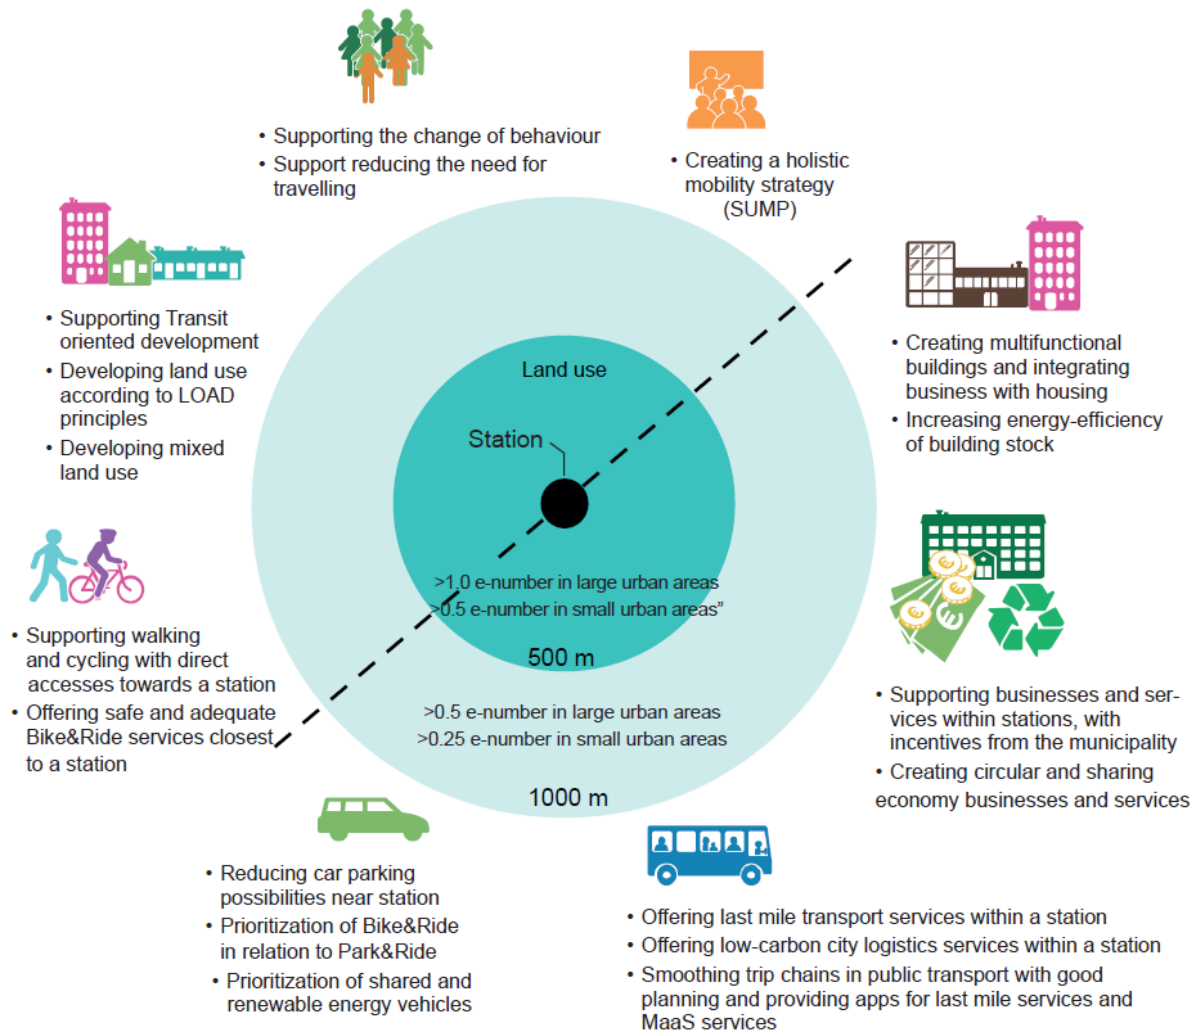 • Supporting the change of behaviour
• Support reducing the need for
travelling
• Creating a holistic
mobility strategy
(SUMP)
• Supporting Transit
oriented development
• Developing land use
according to LOAD
principles
• Developing mixed
land use
• Creating multifunctional
buildings and integrating
business with housing
• Increasing energy-efficiency
of building stock
Land use
Station
>1.0 e-number in large urban areas
>0.5 e-number in small urban areas”
500 m
>0.5 e-number in large urban areas
>0.25 e-number in small urban areas
1000 m
• Supporting walking
and cycling with direct
accesses towards a station
• Offering safe and adequate
Bike&Ride services closest
to a station
• Supporting businesses and ser-
vices within stations, with
incentives from the municipality
• Creating circular and sharing
economy businesses and services
• Reducing car parking
possibilities near station
• Prioritization of Bike&Ride
in relation to Park&Ride
• Prioritization of shared and
renewable energy vehicles
• Offering last mile transport services within a station
• Offering low-carbon city logistics services within a station
• Smoothing trip chains in public transport with good
planning and providing apps for last mile services and
MaaS services